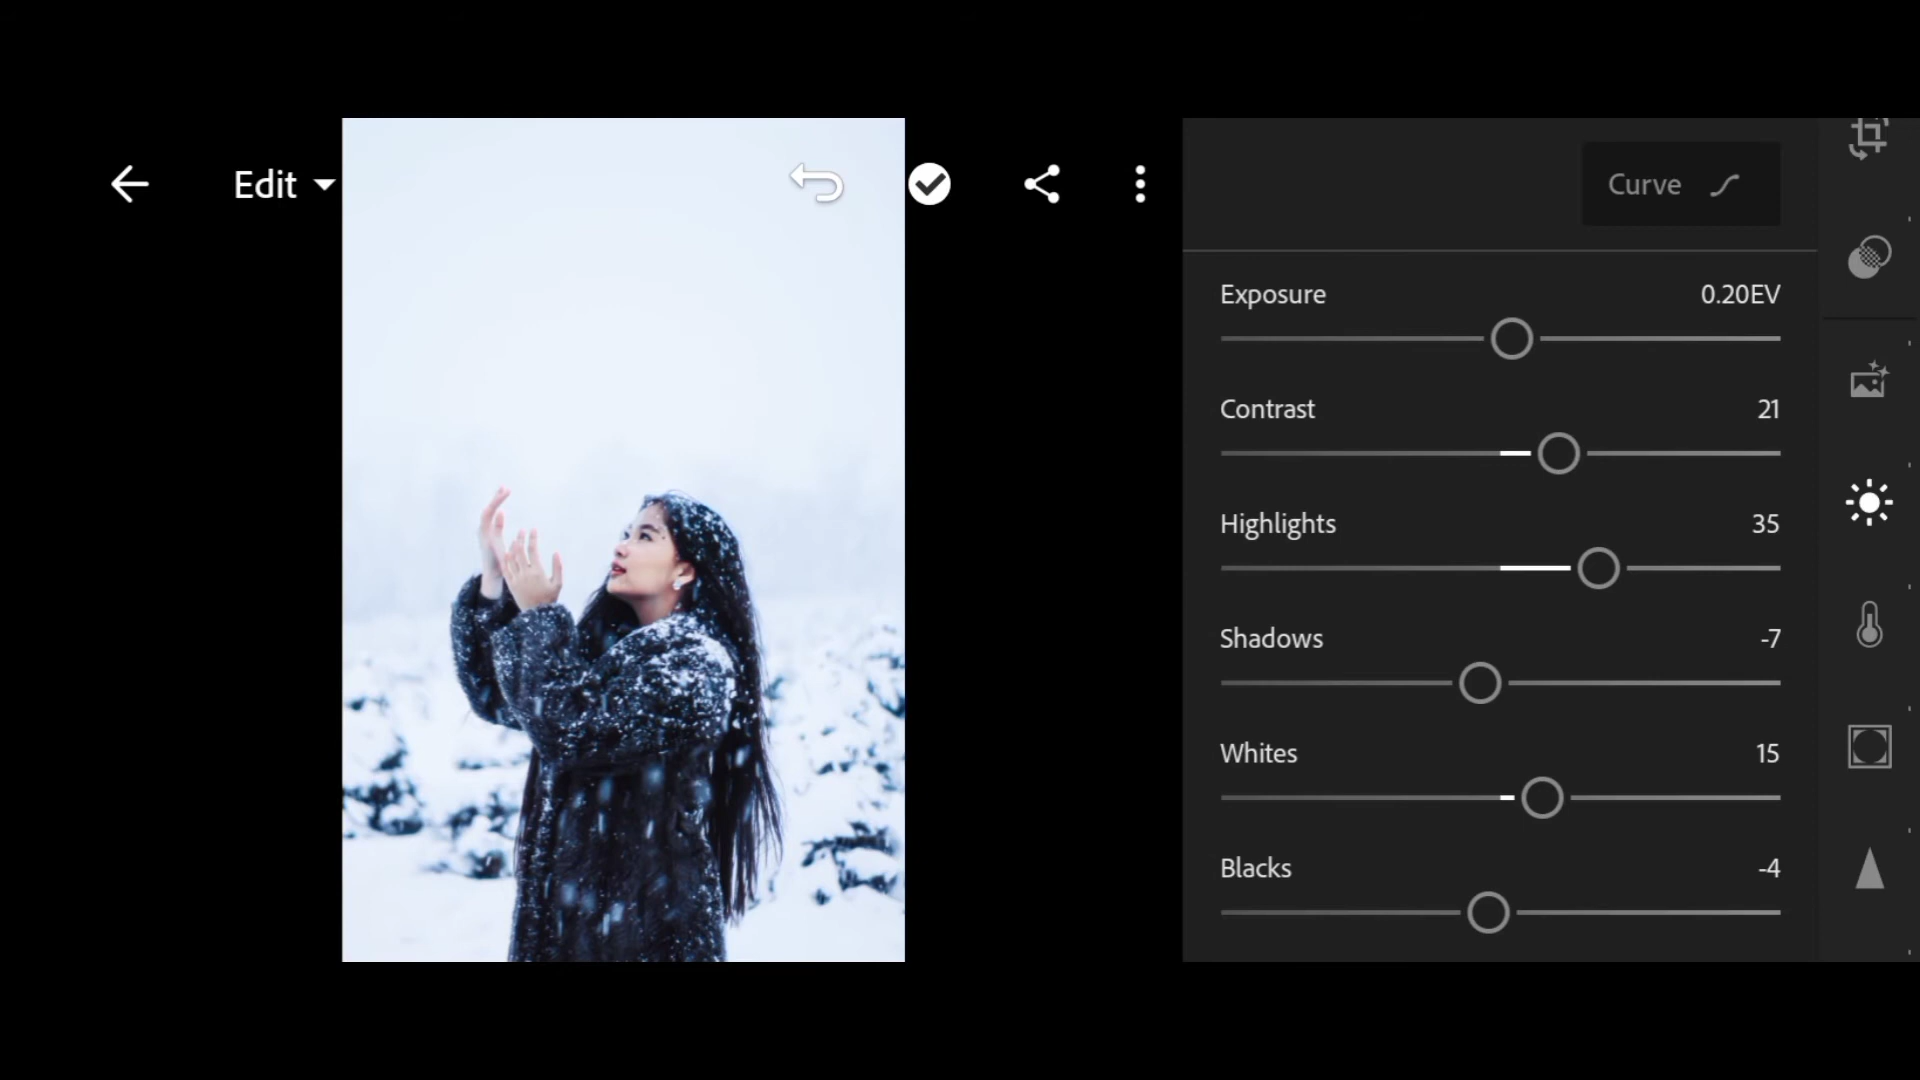 Edit
Curve
Exposure 0.20EV
Contrast 21
Highlights 35
Shadows -7
Whites 15
Blacks -4